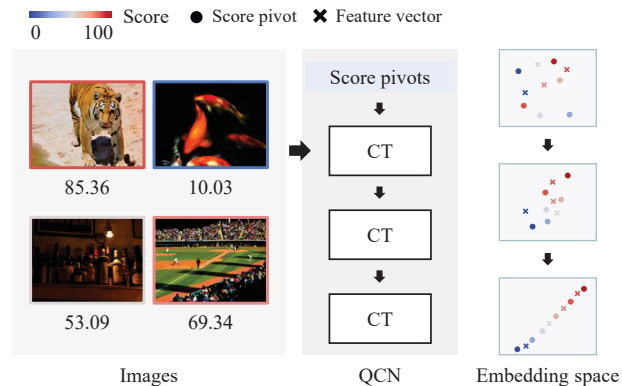 Score
Score pivot
Feature vector
0
100
Score pivots
CT
85.36
10.03
CT
CT
53.09
69.34
Images
QCN
Embedding space